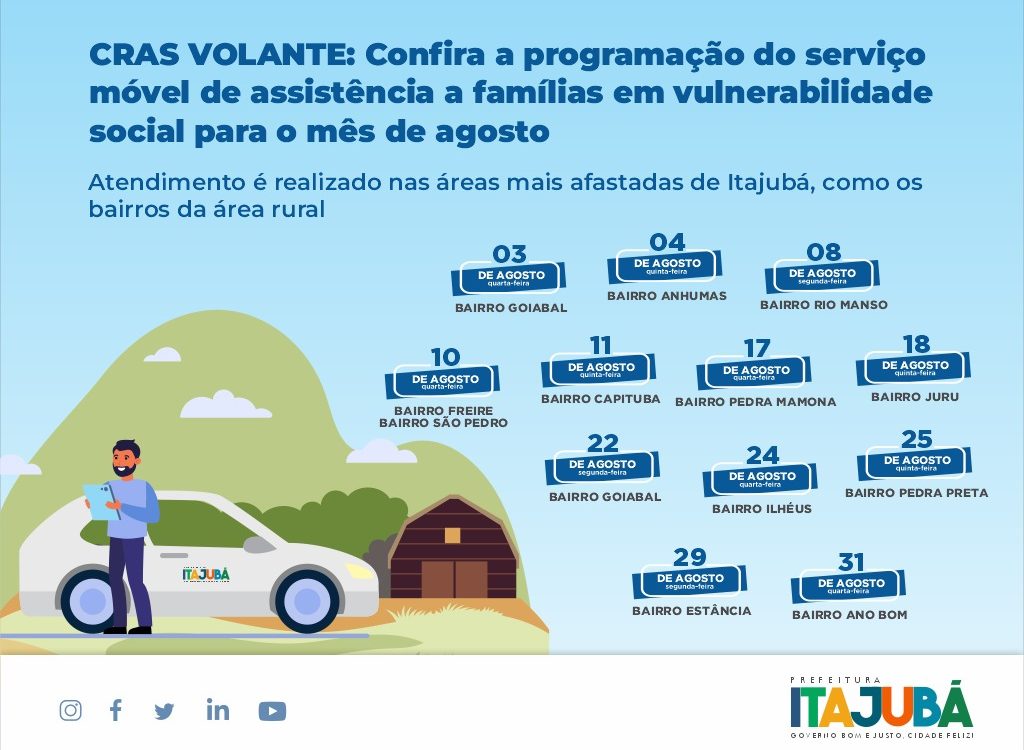 CRAS VOLANTE: Confira a programação do serviço
móvel de assistência a famílias em vulnerabilidade
social para o mês de agosto
Atendimento é realizado nas áreas mais afastadas de Itajubá, como os
bairros da área rural
03
DE AGOSTO
quarta-feira
BAIRRO GOIABAL
04
DE AGOSTO
quinta-feira
BAIRRO ANHUMAS
08
DE AGOSTO
segunda-feira
BAIRRO RIO MANSO
10
DE AGOSTO
quarta-feira
BAIRRO FREIRE
BAIRRO SÃO PEDRO
11
DE AGOSTO
quinta-feira
BAIRRO CAPITUBA
17
DE AGOSTO
quarta-feira
BAIRRO PEDRA MAMONA
18
DE AGOSTO
quinta-feira
BAIRRO JURU
22
DE AGOSTO
segunda-feira
BAIRRO GOIABAL
24
DE AGOSTO
quarta-feira
BAIRRO ILHÉUS
25
DE AGOSTO
quinta-feira
BAIRRO PEDRA PRETA
29
DE AGOSTO
segunda-feira
BAIRRO ESTÂNCIA
31
DE AGOSTO
quarta-feira
BAIRRO ANO BOM
ITAJUBÁ
PREFEITURA
ITAJUBÁ
GOVERNO BOM E JUSTO, CIDADE FELIZ!